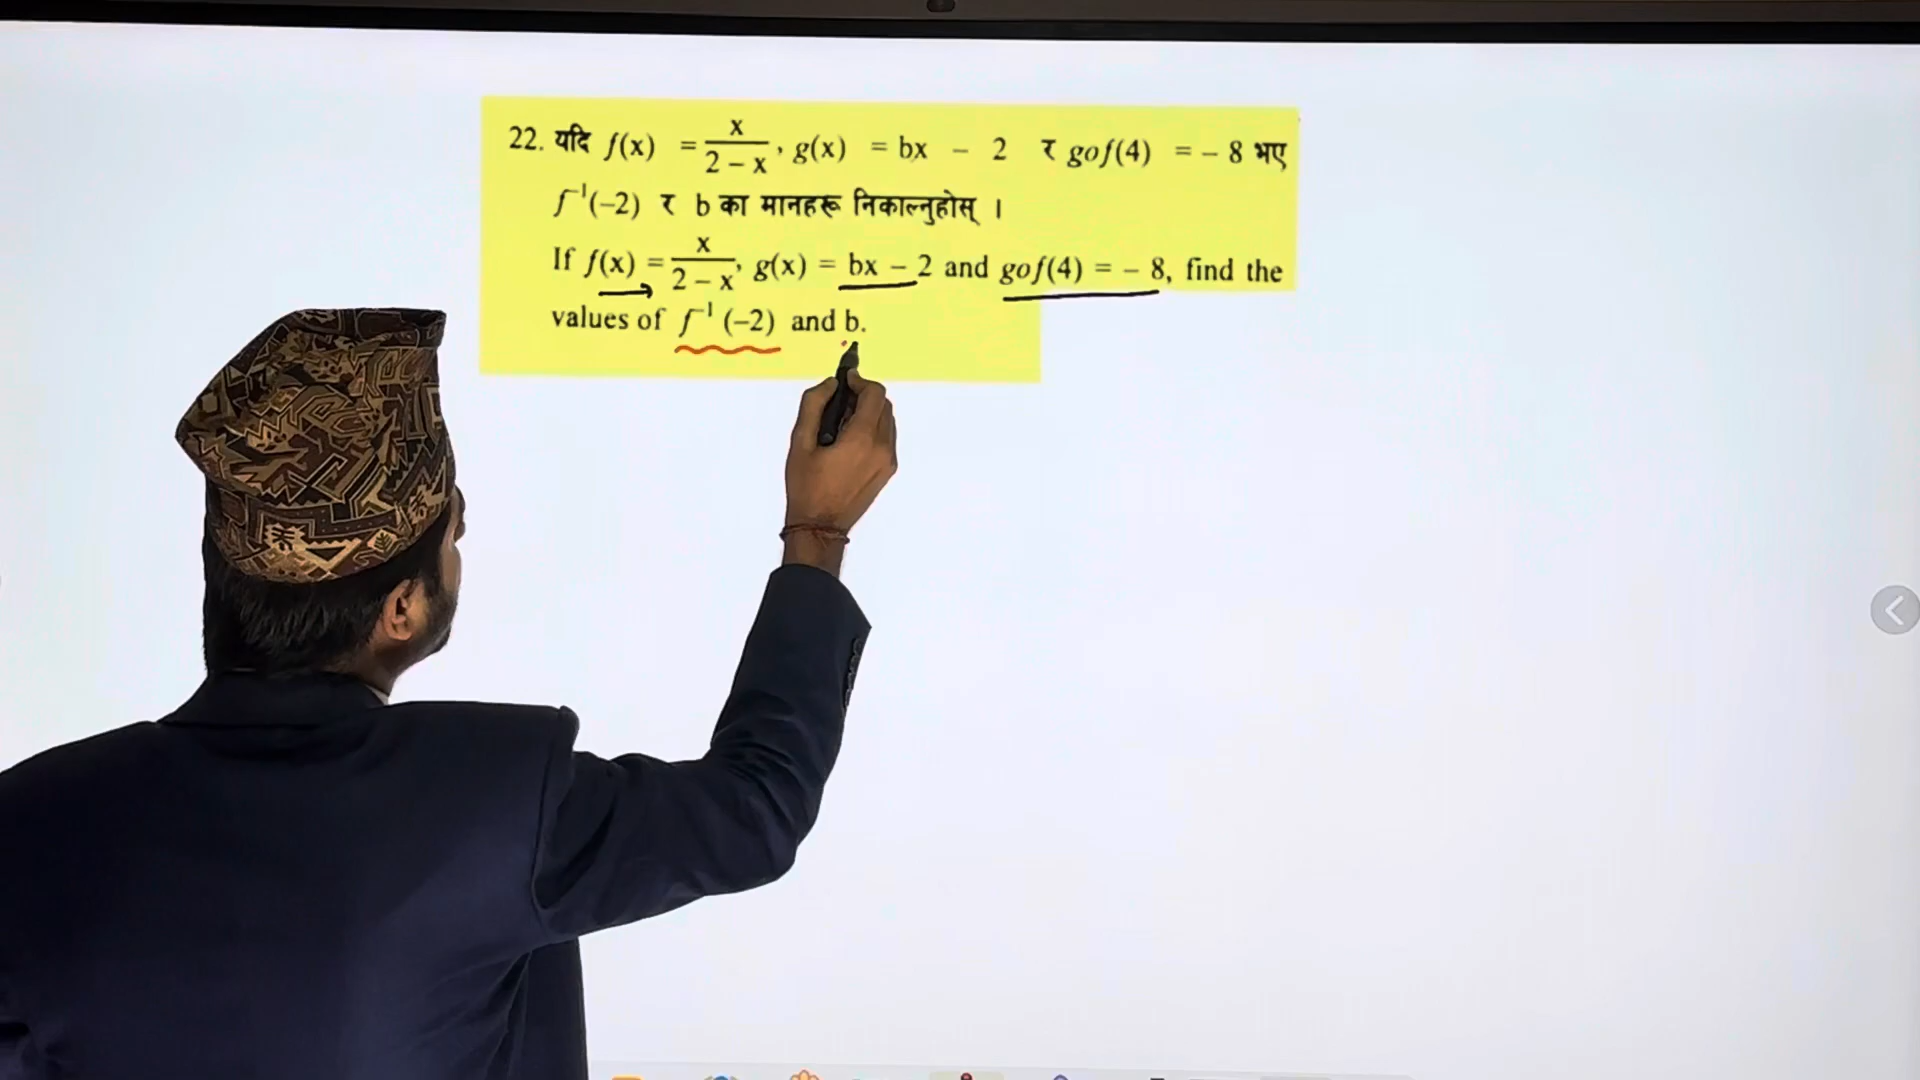 22. यदि f(x) = x/(2 – x), g(x) = bx – 2 र gof(4) = – 8 भए
f⁻¹(–2) र b का मानहरू निकाल्नुहोस् ।
If f(x) = x/(2 – x), g(x) = bx – 2 and gof(4) = – 8, find the
values of f⁻¹ (–2) and b.